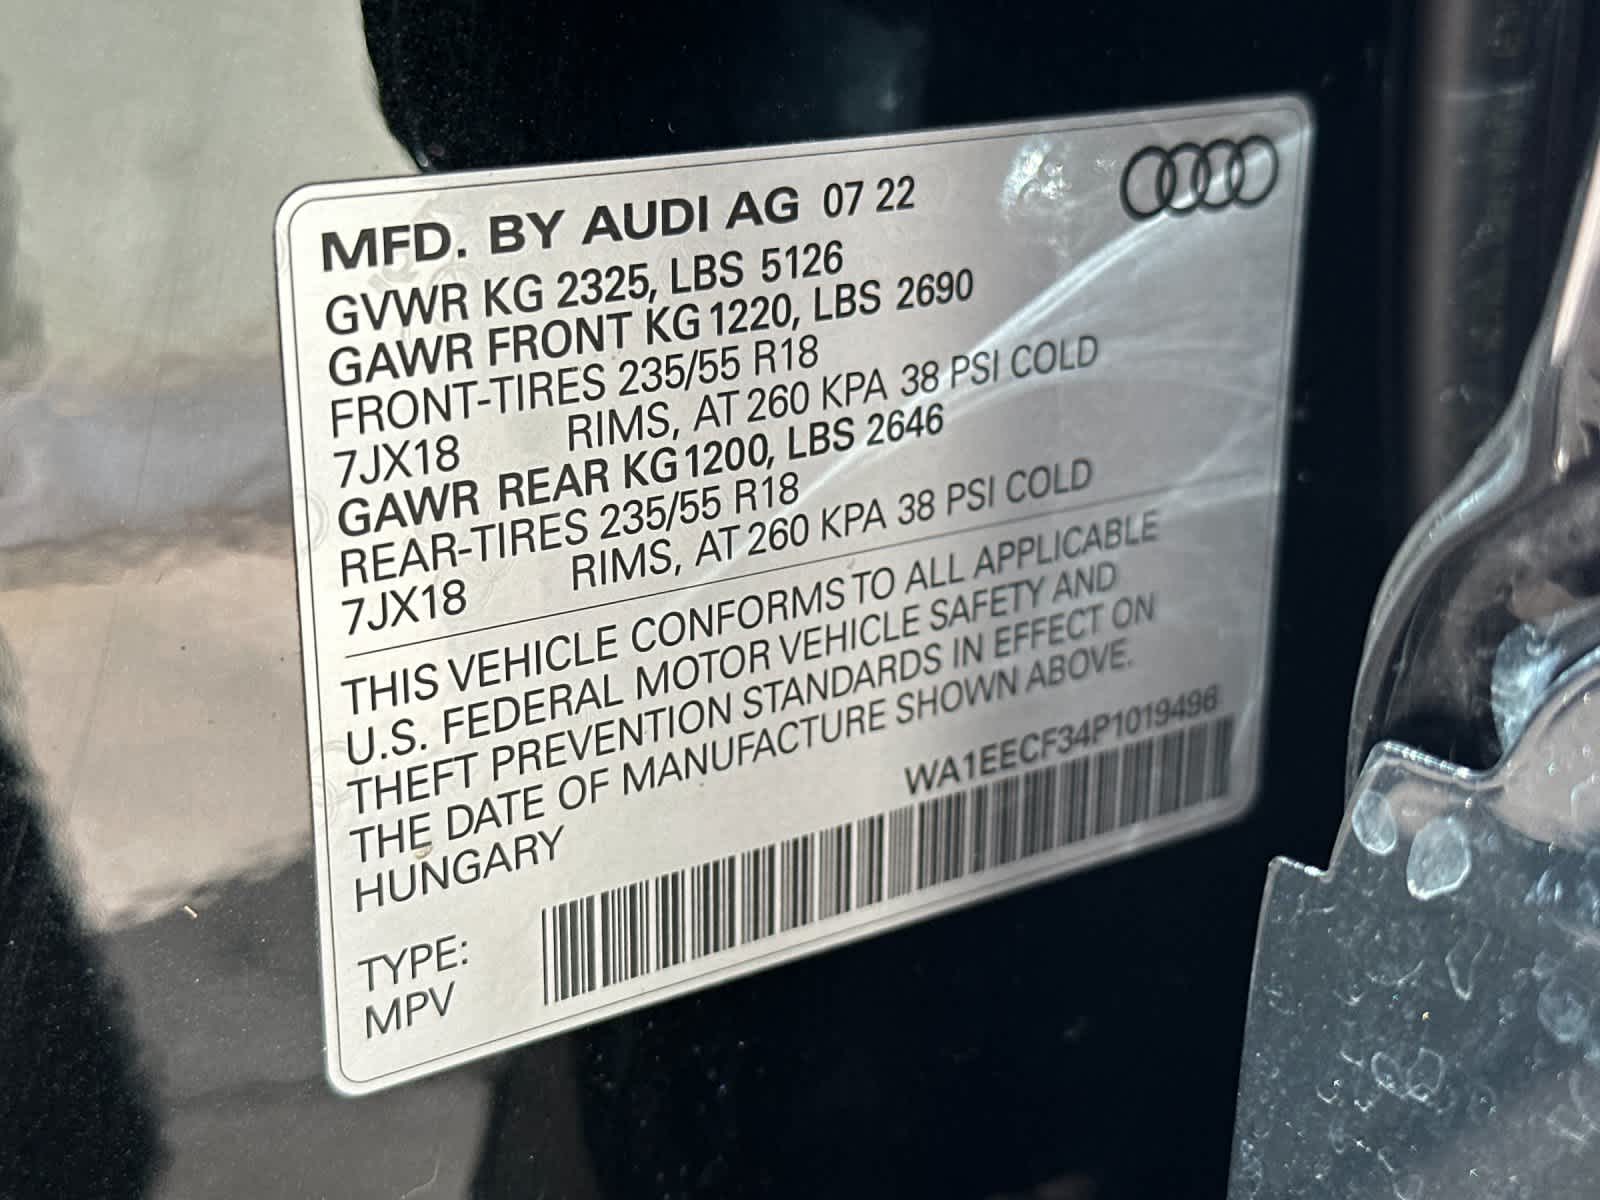 MFD. BY AUDI AG 07 22
GVWR KG 2325, LBS 5126
GAWR FRONT KG 1220, LBS 2690
FRONT-TIRES 235/55 R18
7JX18 RIMS, AT 260 KPA 38 PSI COLD
GAWR REAR KG 1200, LBS 2646
REAR-TIRES 235/55 R18
7JX18 RIMS, AT 260 KPA 38 PSI COLD
THIS VEHICLE CONFORMS TO ALL APPLICABLE
U.S. FEDERAL MOTOR VEHICLE SAFETY AND
THEFT PREVENTION STANDARDS IN EFFECT ON
THE DATE OF MANUFACTURE SHOWN ABOVE.
HUNGARY
WA1EECF34P1019496
TYPE:
MPV